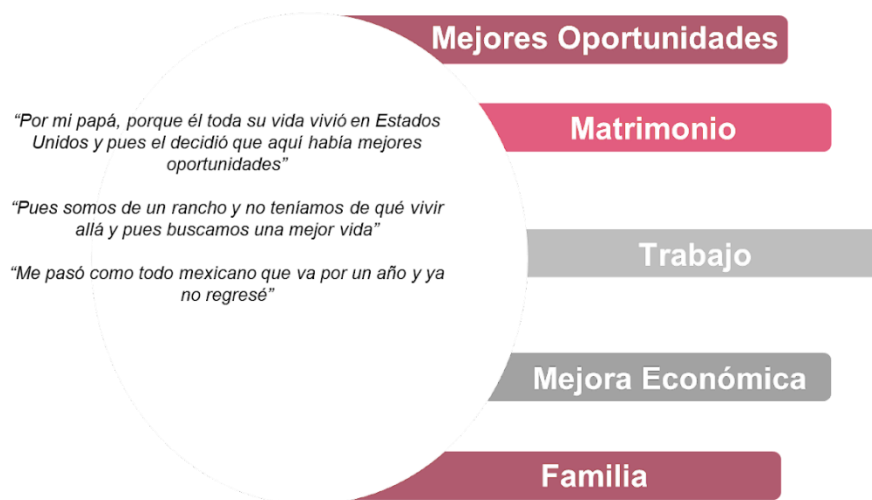 Mejores Oportunidades
“Por mi papá, porque él toda su vida vivió en Estados
Unidos y pues el decidió que aquí había mejores
oportunidades”
Matrimonio
“Pues somos de un rancho y no teníamos de qué vivir
allá y pues buscamos una mejor vida”
Trabajo
“Me pasó como todo mexicano que va por un año y ya
no regresé”
Mejora Económica
Familia